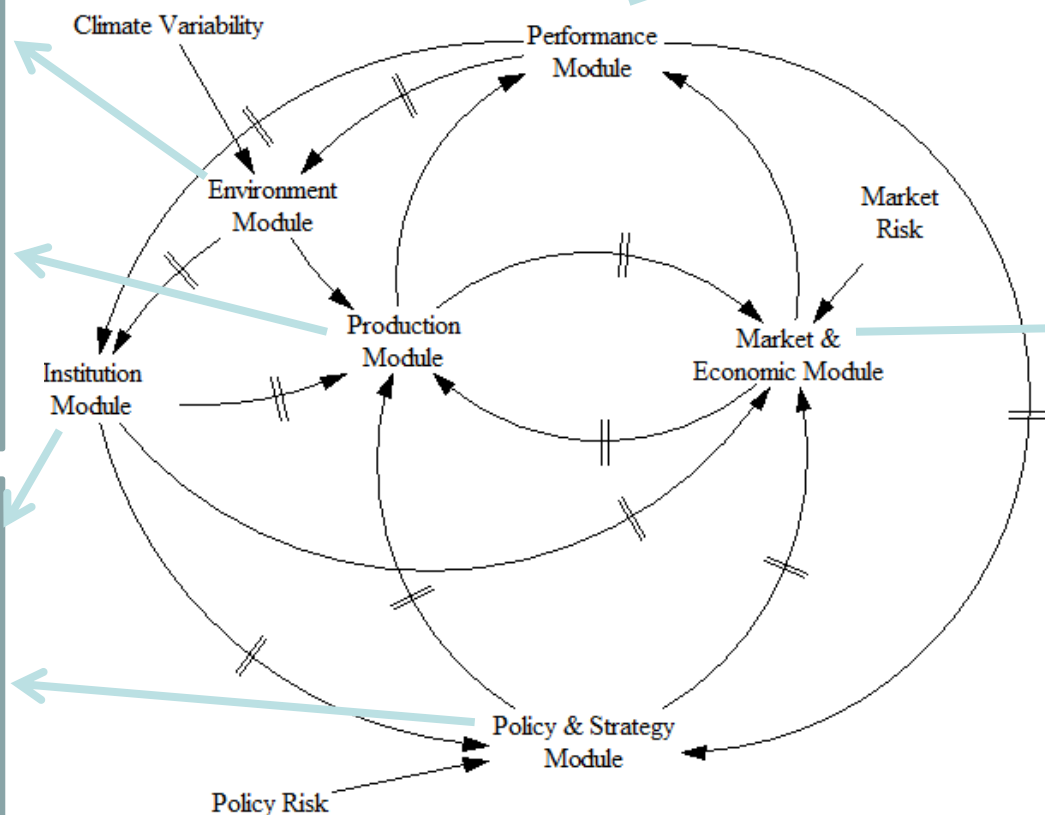 Climate Variability
Performance
Module
Environment
Module
Market
Risk
Production
Module
Market &
Economic Module
Institution
Module
Policy & Strategy
Module
Policy Risk